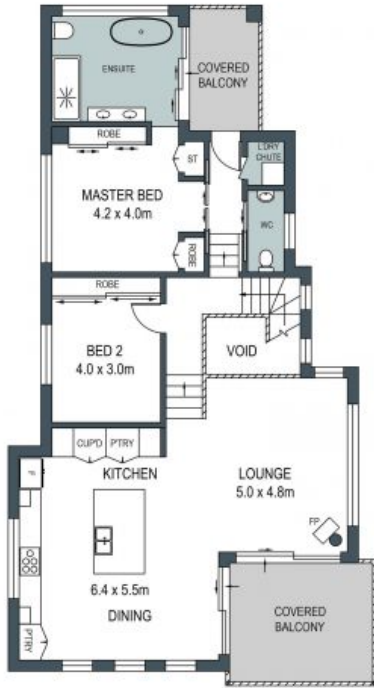 ENSUITE
COVERED
BALCONY
ROBE
ST
L'DRY
CHUTE
MASTER BED
4.2 x 4.0m
WC
ROBE
ROBE
BED 2
4.0 x 3.0m
VOID
CUP'D
PTRY
KITCHEN
LOUNGE
5.0 x 4.8m
F
FP
6.4 x 5.5m
DINING
PTRY
COVERED
BALCONY